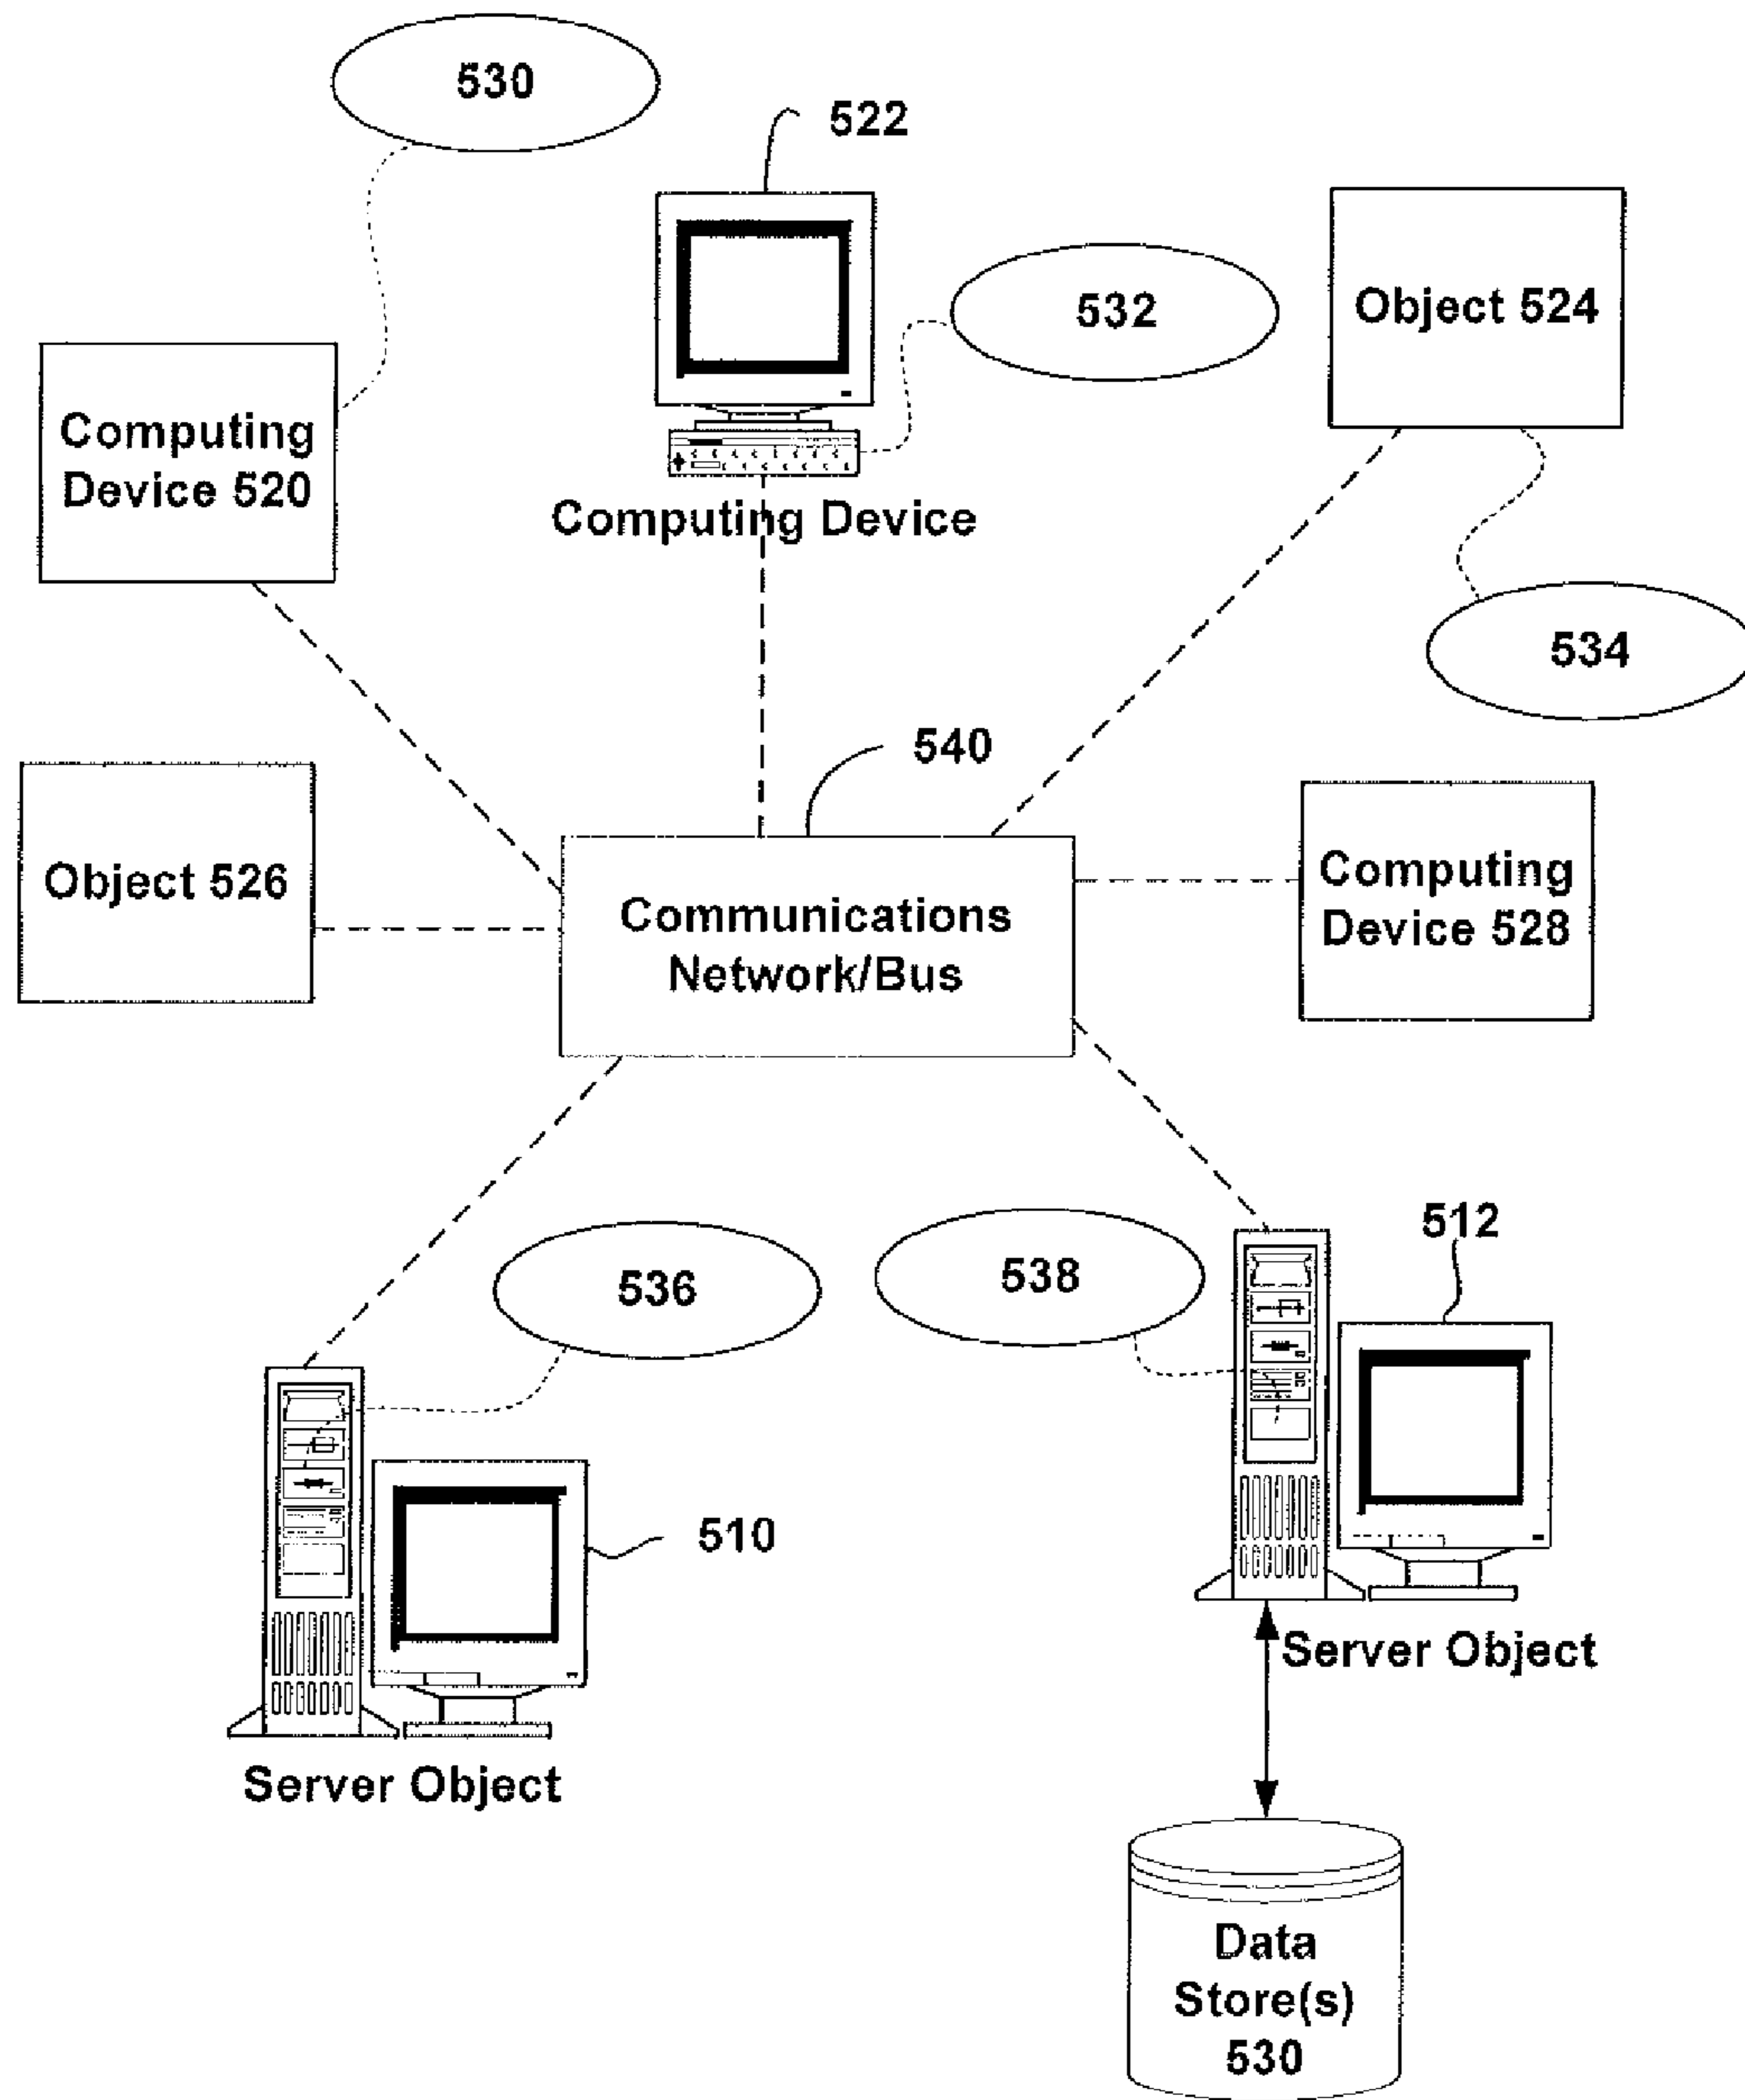 530
522
532
Object 524
Computing
Device 520
Computing Device
534
540
Object 526
Communications
Network/Bus
Computing
Device 528
512
536
538
510
Server Object
Server Object
Data
Store(s)
530